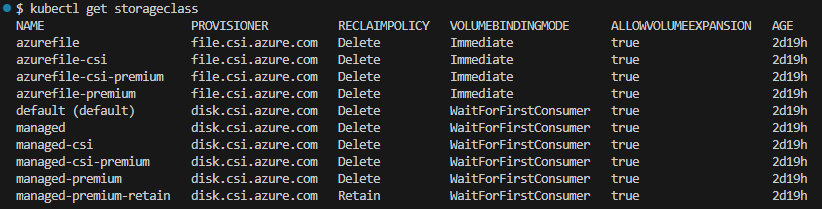 $ kubectl get storageclass
NAME PROVISIONER RECLAIMPOLICY VOLUMEBINDINGMODE ALLOWVOLUMEEXPANSION AGE
azurefile file.csi.azure.com Delete Immediate true 2d19h
azurefile-csi file.csi.azure.com Delete Immediate true 2d19h
azurefile-csi-premium file.csi.azure.com Delete Immediate true 2d19h
azurefile-premium file.csi.azure.com Delete Immediate true 2d19h
default (default) disk.csi.azure.com Delete WaitForFirstConsumer true 2d19h
managed disk.csi.azure.com Delete WaitForFirstConsumer true 2d19h
managed-csi disk.csi.azure.com Delete WaitForFirstConsumer true 2d19h
managed-csi-premium disk.csi.azure.com Delete WaitForFirstConsumer true 2d19h
managed-premium disk.csi.azure.com Delete WaitForFirstConsumer true 2d19h
managed-premium-retain disk.csi.azure.com Retain WaitForFirstConsumer true 2d19h